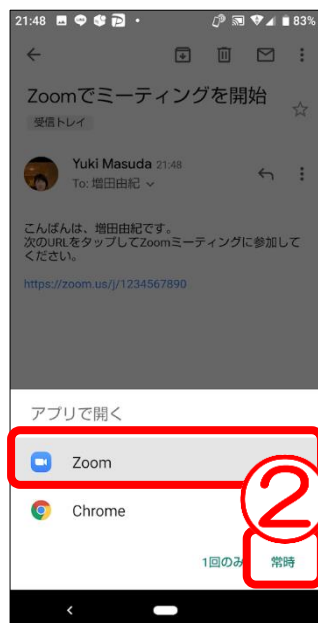 21:48
83%
Zoomでミーティングを開始
受信トレイ
Yuki Masuda 21:48
To: 増田由紀
こんばんは、増田由紀です。
次のURLをタップしてZoomミーティングに参加して
ください。
https://zoom.us/j/1234567890
アプリで開く
Zoom
Chrome
②
1回のみ 常時